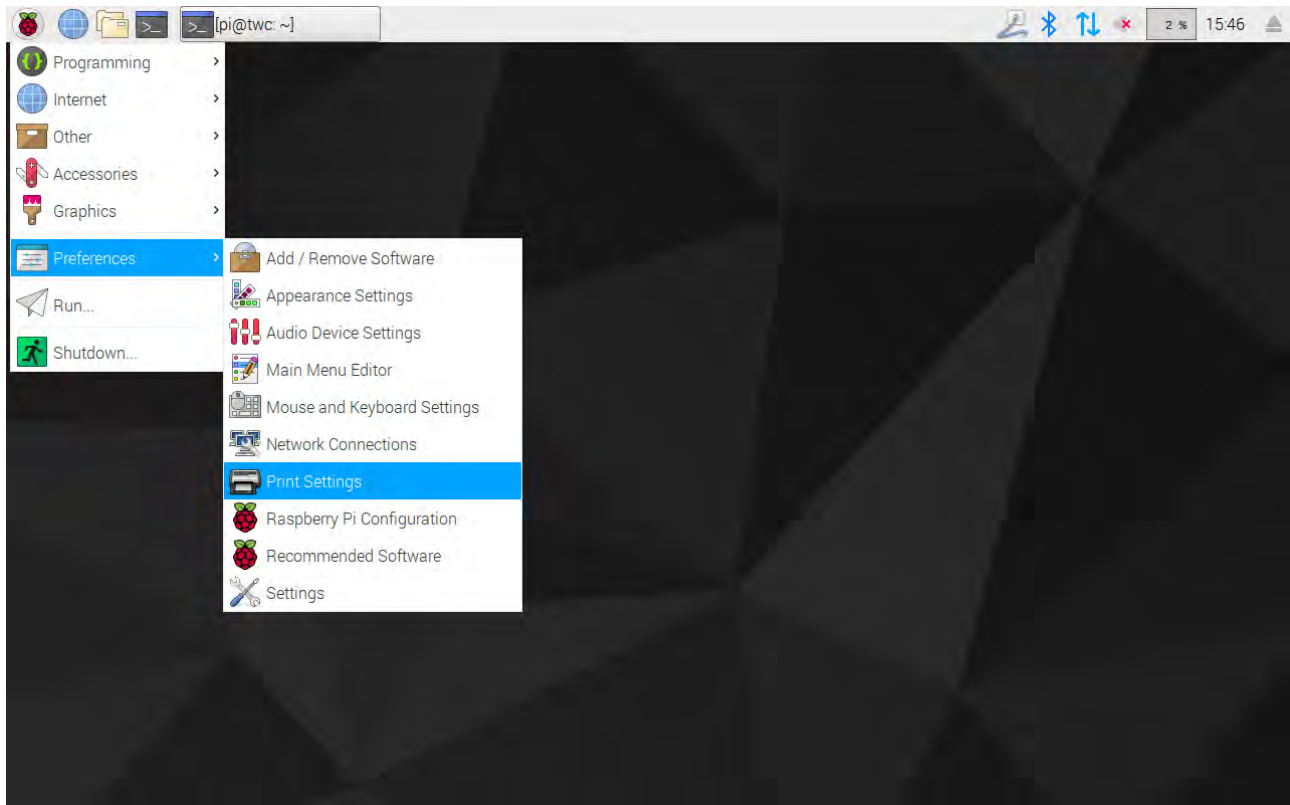 [pi@twc: ~]
2 %
15:46
Programming
Internet
Other
Accessories
Graphics
Preferences
Run...
Shutdown...
Add / Remove Software
Appearance Settings
Audio Device Settings
Main Menu Editor
Mouse and Keyboard Settings
Network Connections
Print Settings
Raspberry Pi Configuration
Recommended Software
Settings